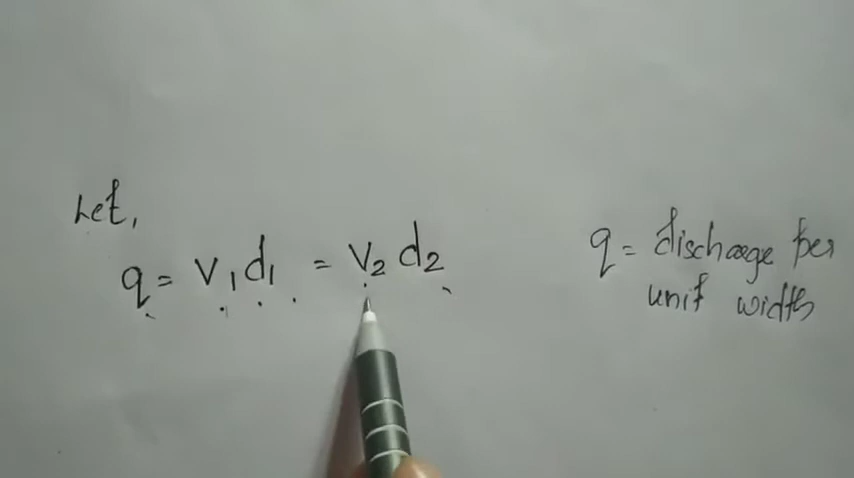 Let,
q = v₁d₁ = v₂d₂
q = discharge per
unit width